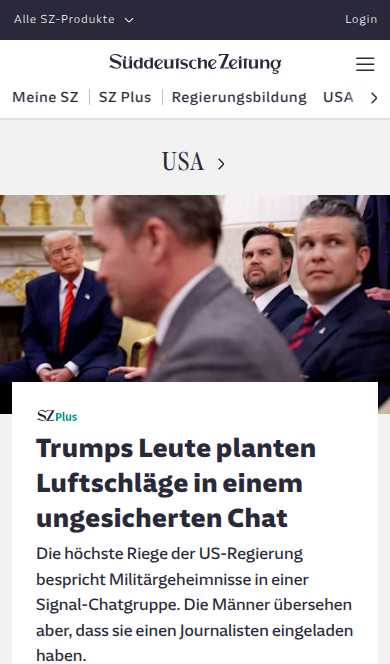 Alle SZ-Produkte
Login
Süddeutsche Zeitung
Meine SZ
SZ Plus
Regierungsbildung
USA
USA
SZ Plus
Trumps Leute planten
Luftschläge in einem
ungesicherten Chat
Die höchste Riege der US-Regierung
bespricht Militärgeheimnisse in einer
Signal-Chatgruppe. Die Männer übersehen
aber, dass sie einen Journalisten eingeladen
haben.